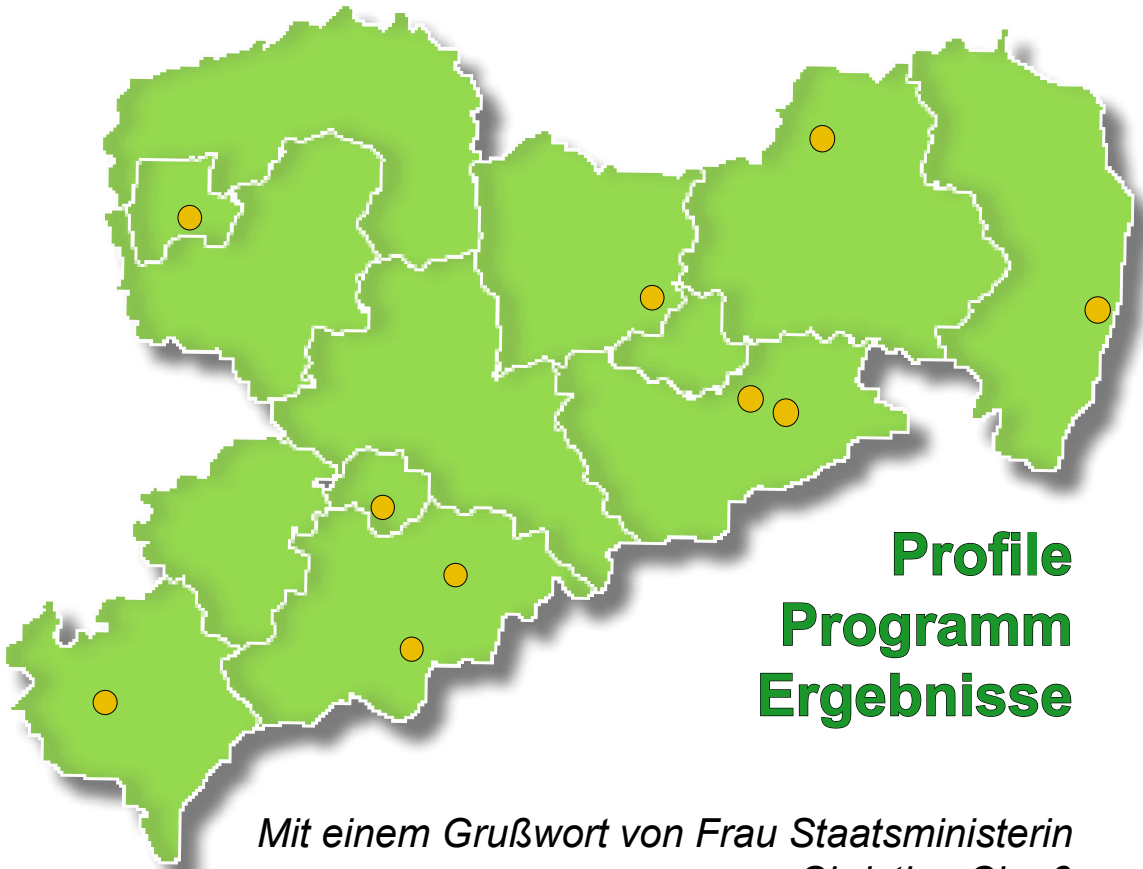 Profile
Programm
Ergebnisse
Mit einem Grußwort von Frau Staatsministerin